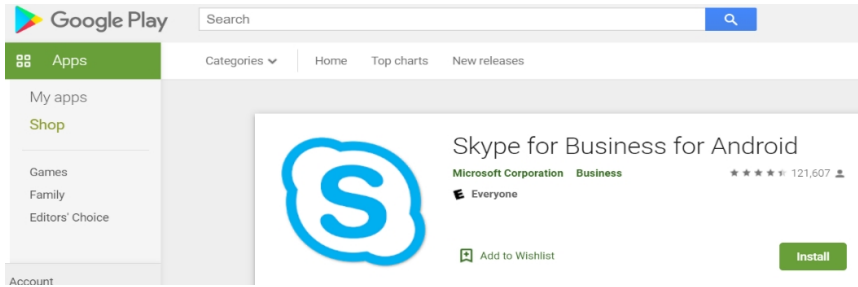 Google Play
Search
Apps
Categories Home Top charts New releases
My apps
Shop
Games
Family
Editors' Choice
Account
S
Skype for Business for Android
Microsoft Corporation Business 121,607
E Everyone
Add to Wishlist
Install